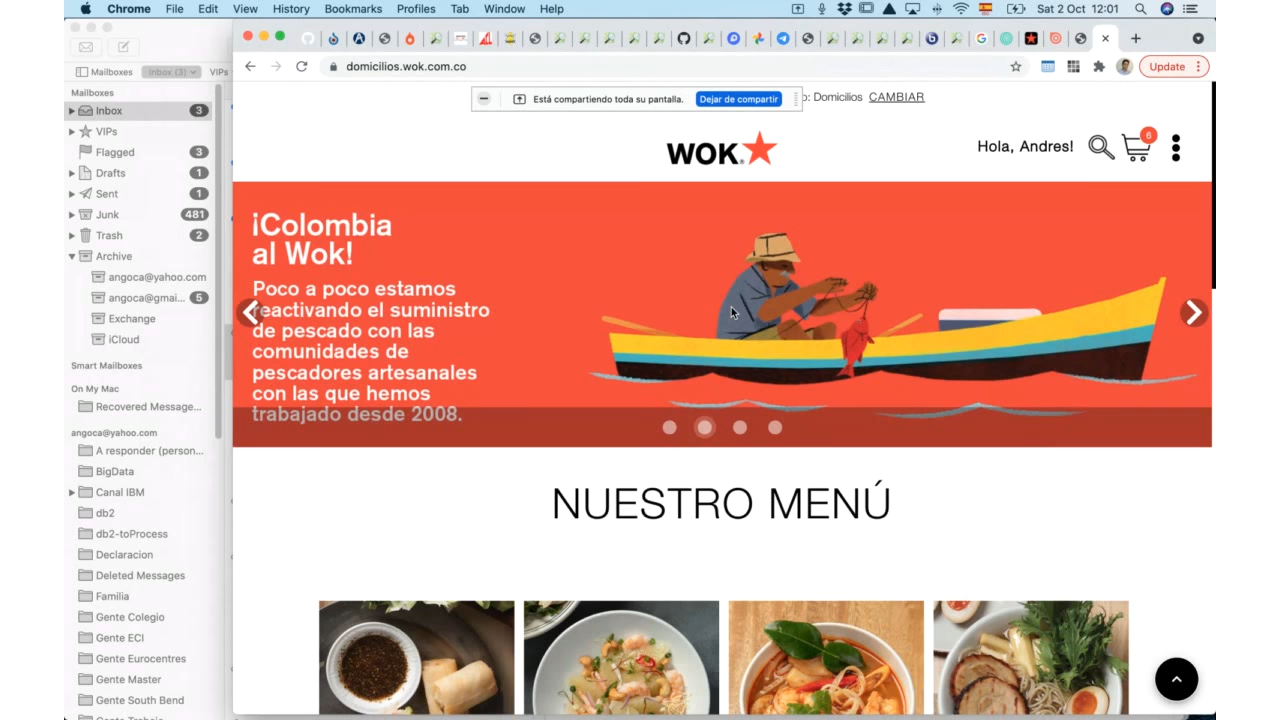 Chrome File Edit View History Bookmarks Profiles Tab Window Help Sat 2 Oct 12:01
domicilios.wok.com.co Update
Mailboxes Inbox (3) VIPs
Mailboxes
Inbox 3
VIPs
Flagged 3
Drafts 1
Sent 1
Junk 481
Trash 2
Archive
angoca@yahoo.com
angoca@gmai... 5
Exchange
iCloud
Smart Mailboxes
On My Mac
Recovered Message...
angoca@yahoo.com
A responder (person...
BigData
Canal IBM
db2
db2-toProcess
Declaracion
Deleted Messages
Familia
Gente Colegio
Gente ECI
Gente Eurocentres
Gente Master
Gente South Bend
Está compartiendo toda su pantalla. Dejar de compartir
o: Domicilios CAMBIAR
WOK.
Hola, Andres! 6
¡Colombia
al Wok!
Poco a poco estamos
reactivando el suministro
de pescado con las
comunidades de
pescadores artesanales
con las que hemos
trabajado desde 2008.
NUESTRO MENÚ